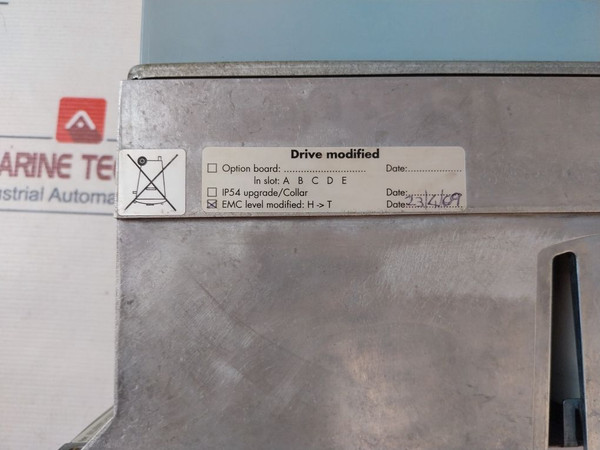 ARINE TEC
dustrial Automa
Drive modified
Option board: .............................. Date:....................
In slot: A B C D E
IP54 upgrade/Collar Date:
EMC level modified: H -> T Date: 23/4/09